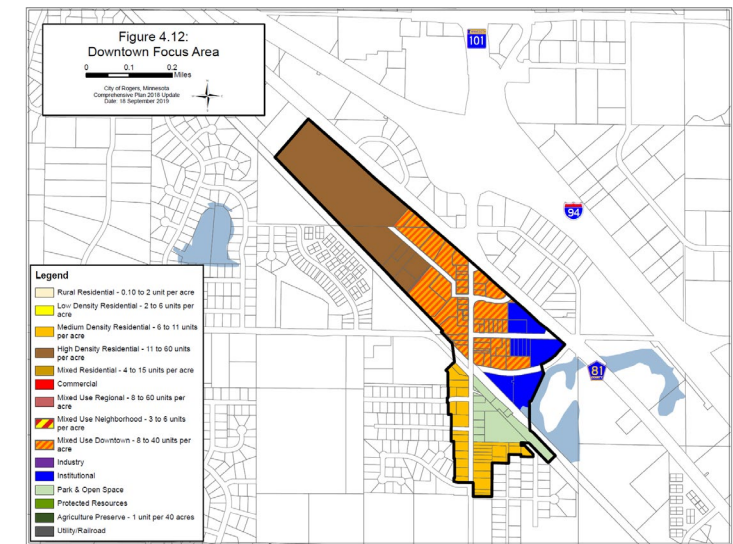 Figure 4.12:
Downtown Focus Area
0 0.1 0.2
Miles
City of Rogers, Minnesota
Comprehensive Plan 2018 Update
Date: 18 September 2019
101
94
81
Legend
Rural Residential - 0.10 to 2 unit per acre
Low Density Residential - 2 to 6 units per
acre
Medium Density Residential - 6 to 11 units
per acre
High Density Residential - 11 to 60 units
per acre
Mixed Residential - 4 to 15 units per acre
Commercial
Mixed Use Regional - 8 to 60 units per
acre
Mixed Use Neighborhood - 3 to 6 units
per acre
Mixed Use Downtown - 8 to 40 units per
acre
Industry
Institutional
Park & Open Space
Protected Resources
Agriculture Preserve - 1 unit per 40 acres
Utility/Railroad